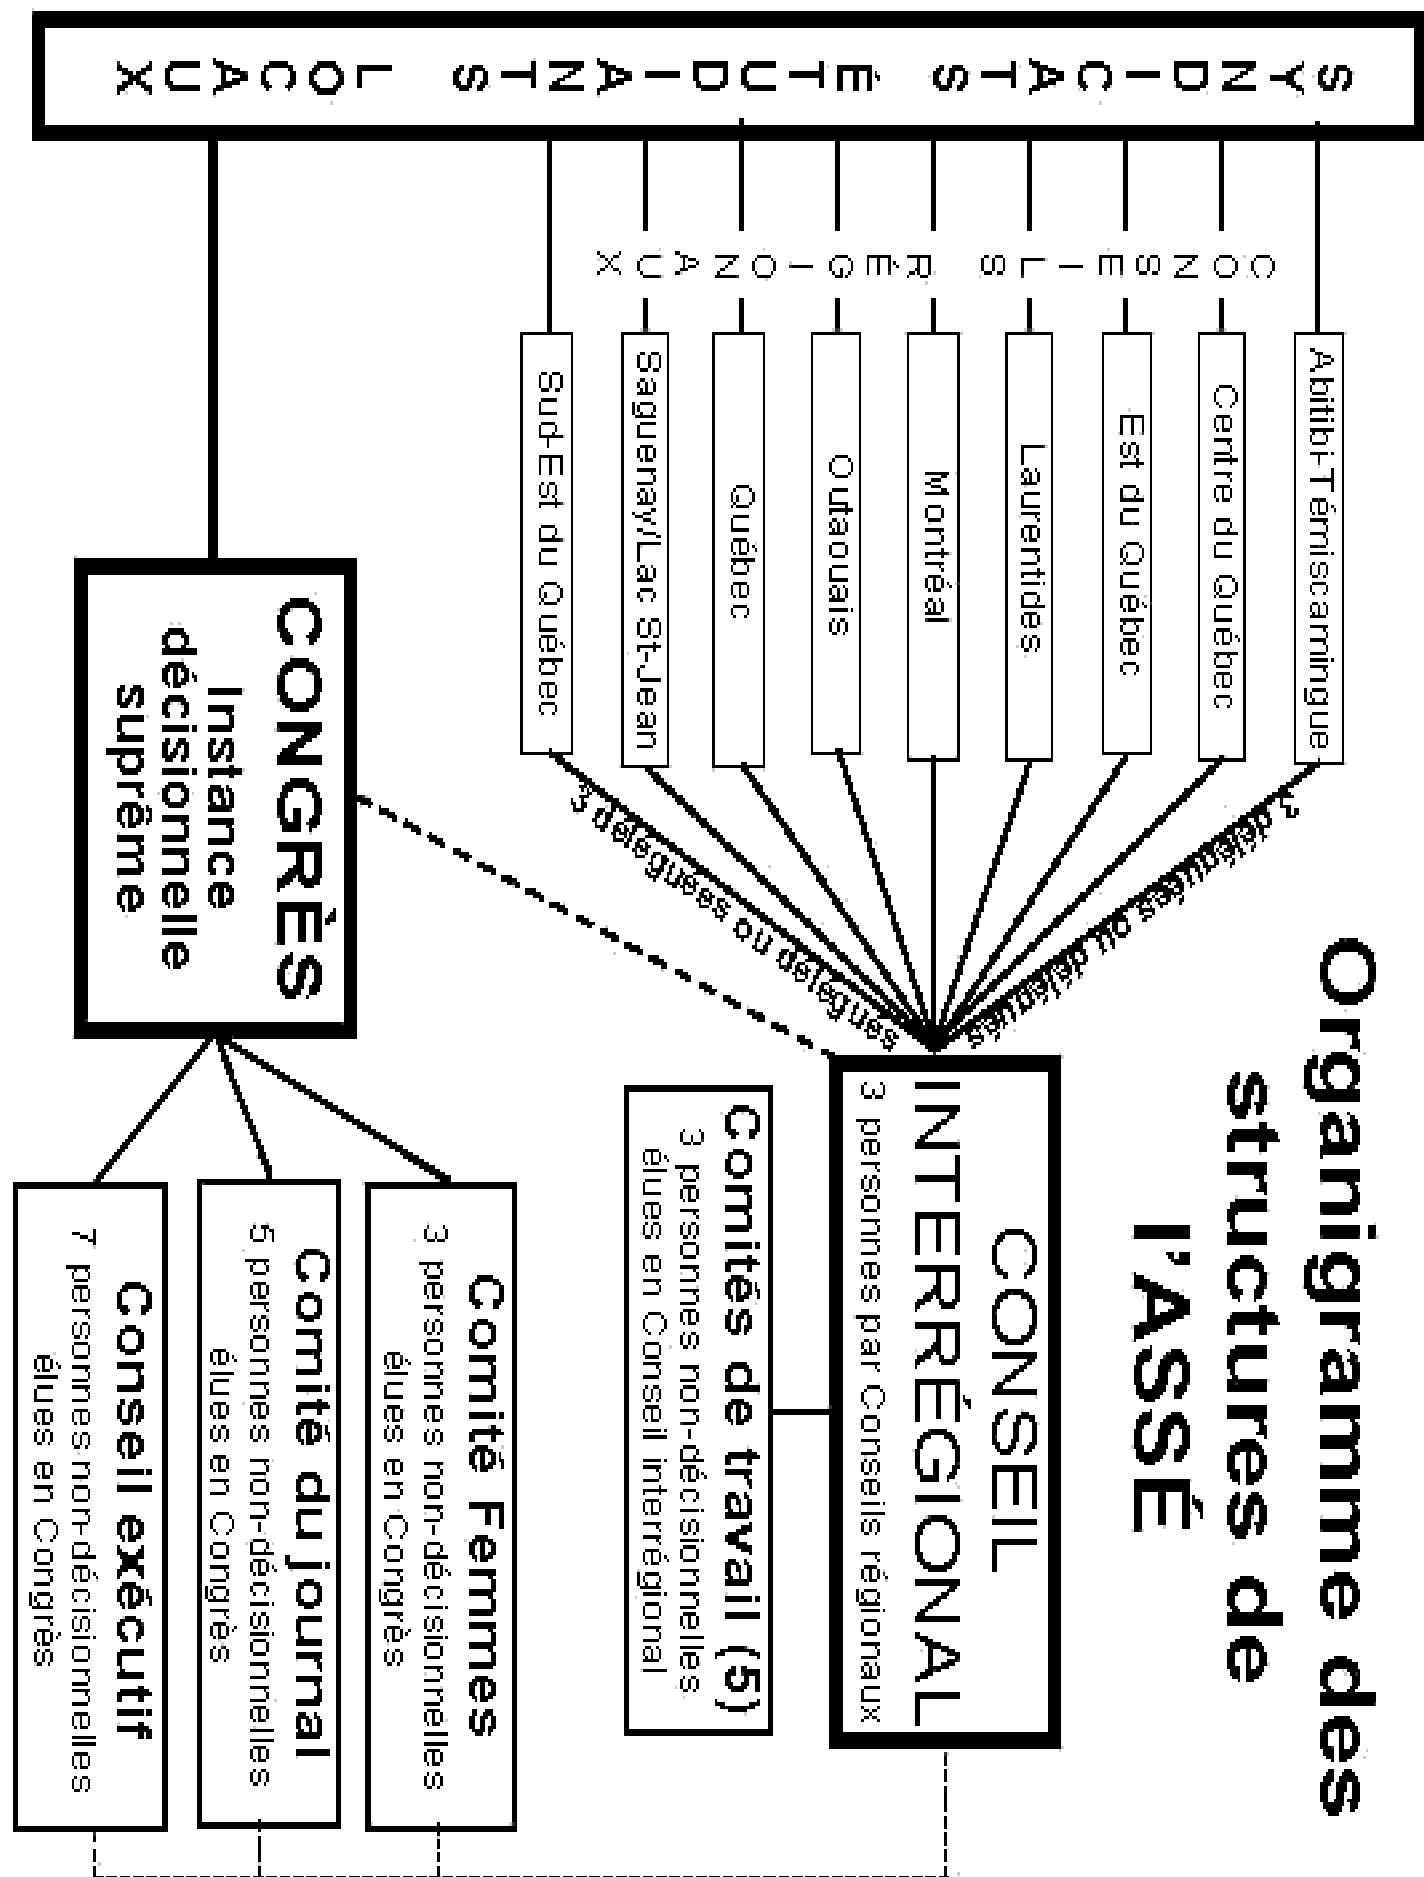 Organigramme des
structures de
l'ASSÉ
SYNDICATS ÉTUDIANTS LOCAUX
CONSEILS RÉGIONAUX
Abitibi-Témiscamingue
Centre du Québec
Est du Québec
Laurentides
Montréal
Outaouais
Québec
Saguenay/Lac St-Jean
Sud-Est du Québec
3 déléguées ou délégués
3 déléguées ou délégués
CONSEIL
INTERRÉGIONAL
3 personnes par Conseils régionaux
Comités de travail (5)
3 personnes non-décisionnelles
élues en Conseil interrégional
CONGRÈS
Instance
décisionnelle
suprême
Comité Femmes
3 personnes non-décisionnelles
élues en Congrès
Comité du journal
5 personnes non-décisionnelles
élues en Congrès
Conseil exécutif
7 personnes non-décisionnelles
élues en Congrès